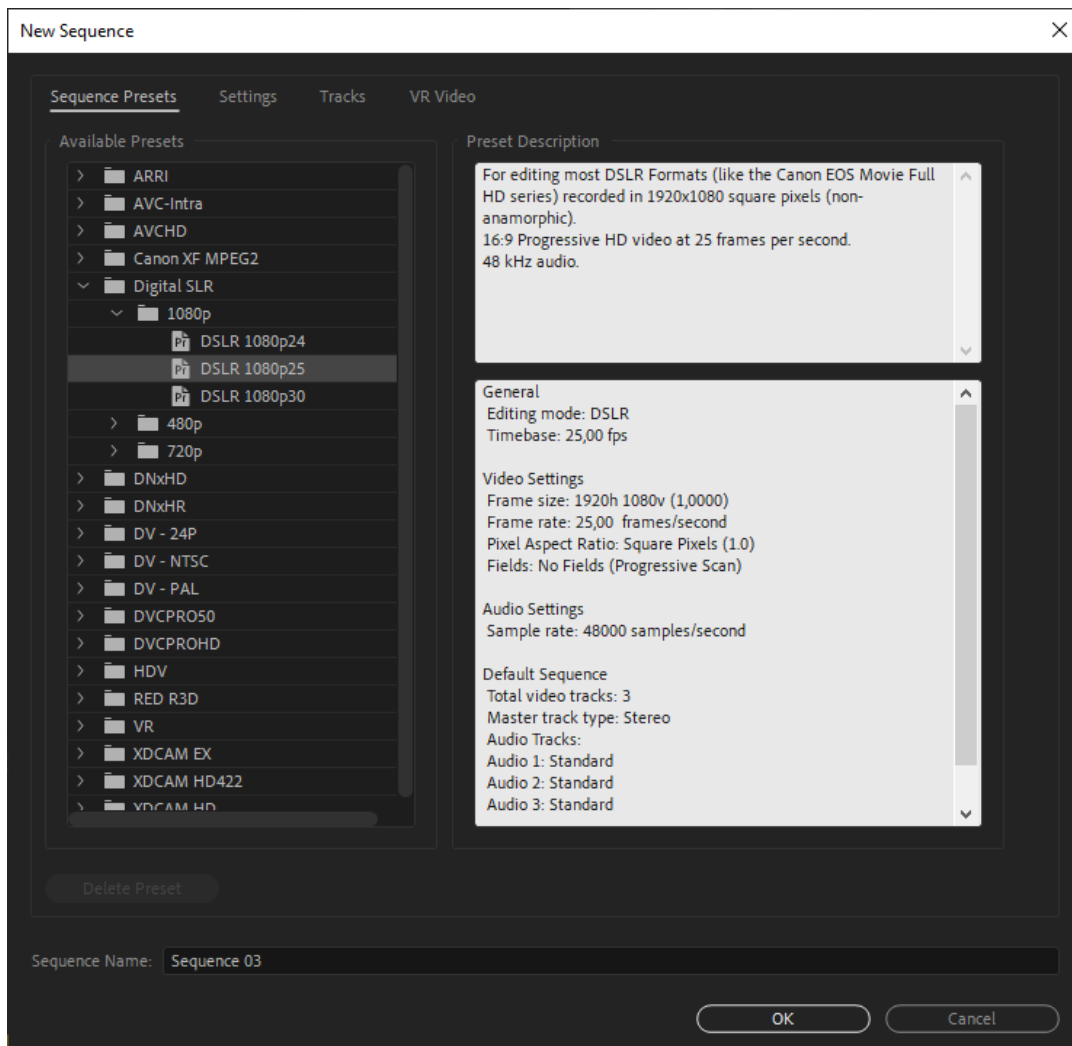 New Sequence
Sequence Presets Settings Tracks VR Video
Available Presets
ARRI
AVC-Intra
AVCHD
Canon XF MPEG2
Digital SLR
1080p
DSLR 1080p24
DSLR 1080p25
DSLR 1080p30
480p
720p
DNxHD
DNxHR
DV - 24P
DV - NTSC
DV - PAL
DVCPRO50
DVCPROHD
HDV
RED R3D
VR
XDCAM EX
XDCAM HD422
XDCAM HD
Delete Preset
Preset Description
For editing most DSLR Formats (like the Canon EOS Movie Full
HD series) recorded in 1920x1080 square pixels (non-
anamorphic).
16:9 Progressive HD video at 25 frames per second.
48 kHz audio.
General
Editing mode: DSLR
Timebase: 25,00 fps
Video Settings
Frame size: 1920h 1080v (1,0000)
Frame rate: 25,00 frames/second
Pixel Aspect Ratio: Square Pixels (1.0)
Fields: No Fields (Progressive Scan)
Audio Settings
Sample rate: 48000 samples/second
Default Sequence
Total video tracks: 3
Master track type: Stereo
Audio Tracks:
Audio 1: Standard
Audio 2: Standard
Audio 3: Standard
Sequence Name: Sequence 03
OK Cancel